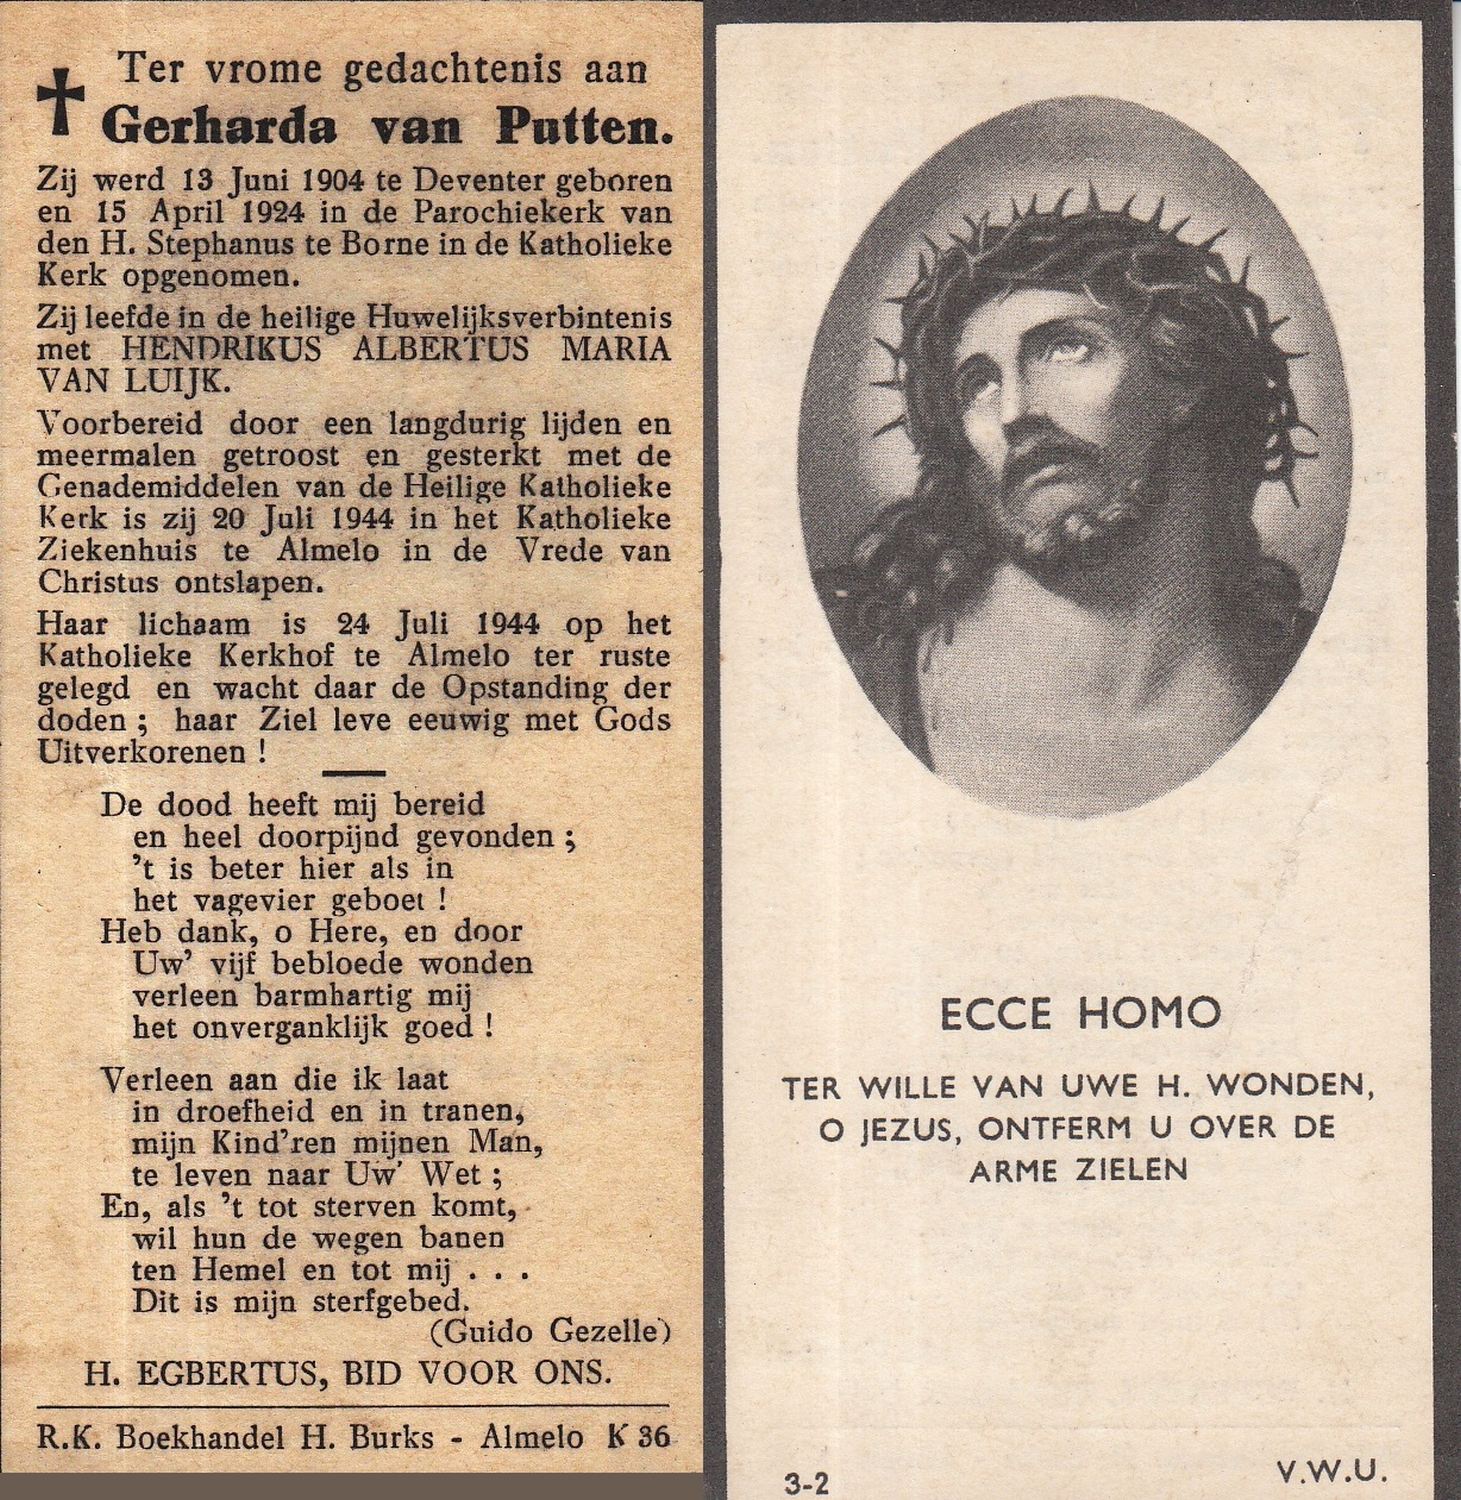 Ter vrome gedachtenis aan
Gerharda van Putten.
Zij werd 13 Juni 1904 te Deventer geboren
en 15 April 1924 in de Parochiekerk van
den H. Stephanus te Borne in de Katholieke
Kerk opgenomen.
Zij leefde in de heilige Huwelijksverbintenis
met HENDRIKUS ALBERTUS MARIA
VAN LUIJK.
Voorbereid door een langdurig lijden en
meermalen getroost en gesterkt met de
Genademiddelen van de Heilige Katholieke
Kerk is zij 20 Juli 1944 in het Katholieke
Ziekenhuis te Almelo in de Vrede van
Christus ontslapen.
Haar lichaam is 24 Juli 1944 op het
Katholieke Kerkhof te Almelo ter ruste
gelegd en wacht daar de Opstanding der
doden ; haar Ziel leve eeuwig met Gods
Uitverkorenen !
De dood heeft mij bereid
en heel doorpijnd gevonden ;
't is beter hier als in
het vagevier geboet !
Heb dank, o Here, en door
Uw' vijf bebloede wonden
verleen barmhartig mij
het onverganklijk goed !
Verleen aan die ik laat
in droefheid en in tranen,
mijn Kind'ren mijnen Man,
te leven naar Uw' Wet ;
En, als 't tot sterven komt,
wil hun de wegen banen
ten Hemel en tot mij . . .
Dit is mijn sterfgebed.
(Guido Gezelle)
H. EGBERTUS, BID VOOR ONS.
R.K. Boekhandel H. Burks - Almelo K 36
ECCE HOMO
TER WILLE VAN UWE H. WONDEN,
O JEZUS, ONTFERM U OVER DE
ARME ZIELEN
3-2
V.W.U.